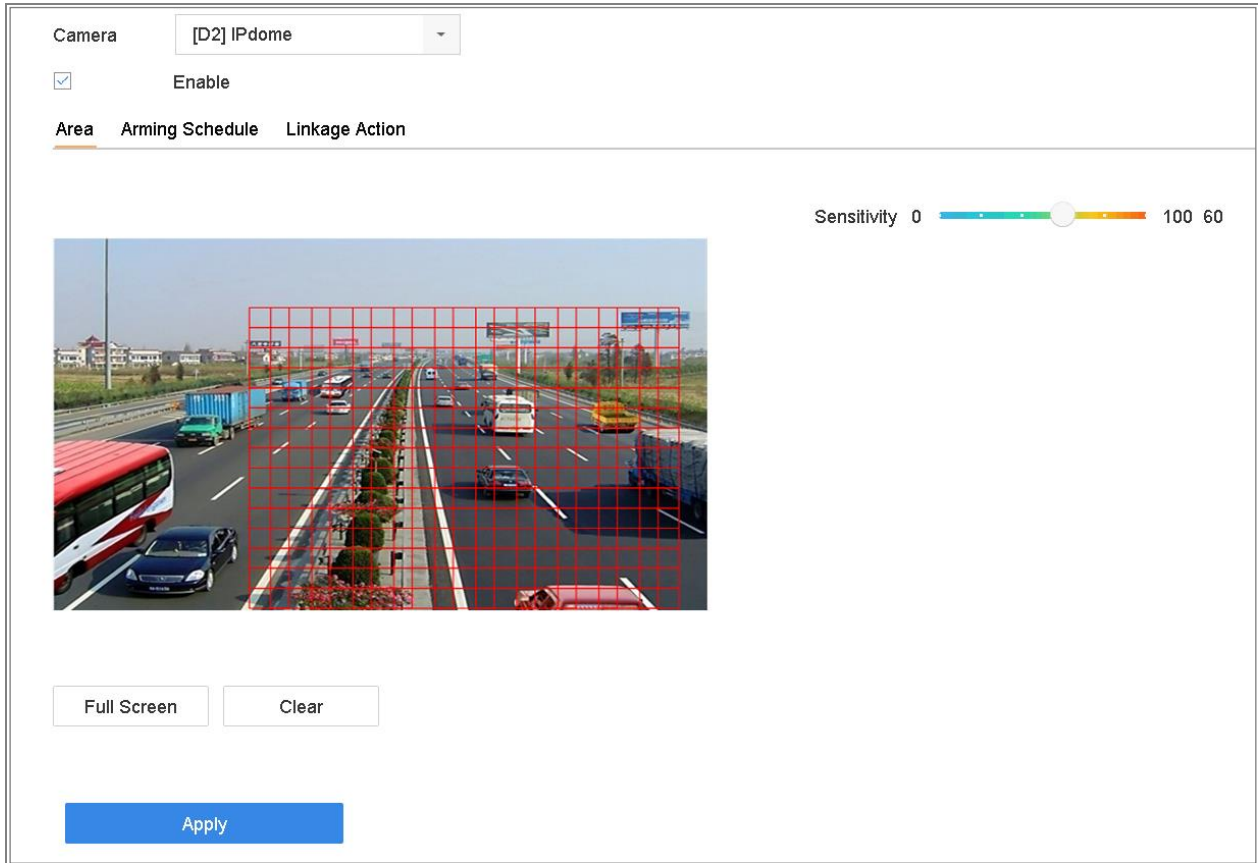 Camera [D2] IPdome
Enable
Area Arming Schedule Linkage Action
Sensitivity 0 100 60
Full Screen Clear
Apply